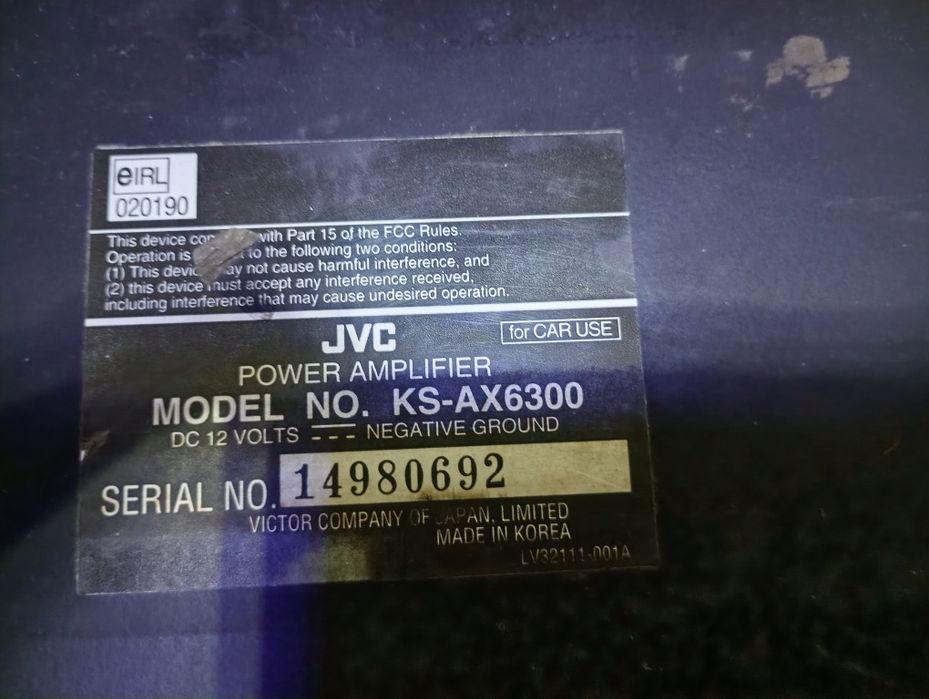 eIRL
020190
This device with Part 15 of the FCC Rules.
Operation is to the following two conditions:
(1) This device may not cause harmful interference, and
(2) this device must accept any interference received,
including interference that may cause undesired operation.
JVC
for CAR USE
POWER AMPLIFIER
MODEL NO. KS-AX6300
DC 12 VOLTS NEGATIVE GROUND
SERIAL NO. 14980692
VICTOR COMPANY OF JAPAN, LIMITED
MADE IN KOREA
LV32111-001A